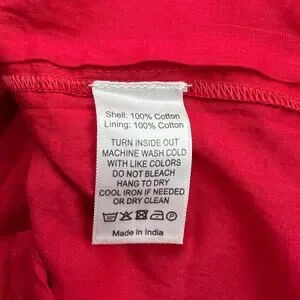 Shell: 100% Cotton
Lining: 100% Cotton
TURN INSIDE OUT
MACHINE WASH COLD
WITH LIKE COLORS
DO NOT BLEACH
HANG TO DRY
COOL IRON IF NEEDED
OR DRY CLEAN
Made in India